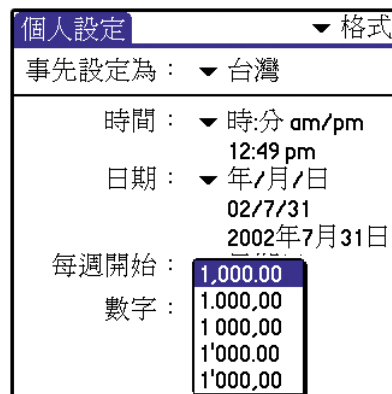 個人設定 ▼ 格式
事先設定為： ▼ 台灣
時間： ▼ 時:分 am/pm
12:49 pm
日期： ▼ 年/月/日
02/7/31
2002年7月31日
每週開始：
數字： 1,000.00
1.000,00
1 000,00
1'000.00
1'000,00